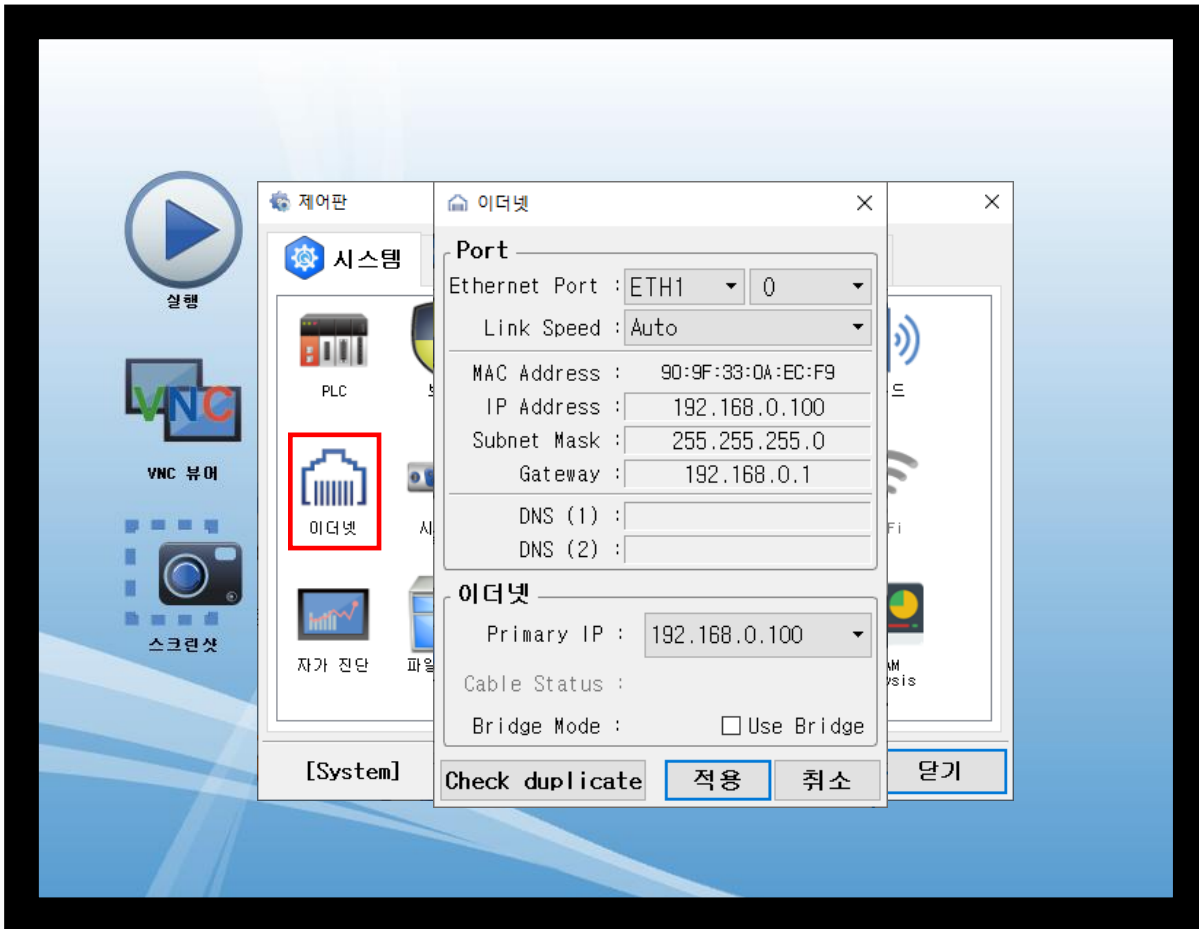 실행
VNC
VNC 뷰어
스크린샷
제어판
시스템
PLC
이더넷
자가 진단
파일
Fi
[System]
닫기
이더넷
Port
Ethernet Port : ETH1 0
Link Speed : Auto
MAC Address : 90:9F:33:0A:EC:F9
IP Address : 192.168.0.100
Subnet Mask : 255.255.255.0
Gateway : 192.168.0.1
DNS (1) :
DNS (2) :
이더넷
Primary IP : 192.168.0.100
Cable Status :
Bridge Mode : Use Bridge
Check duplicate 적용 취소